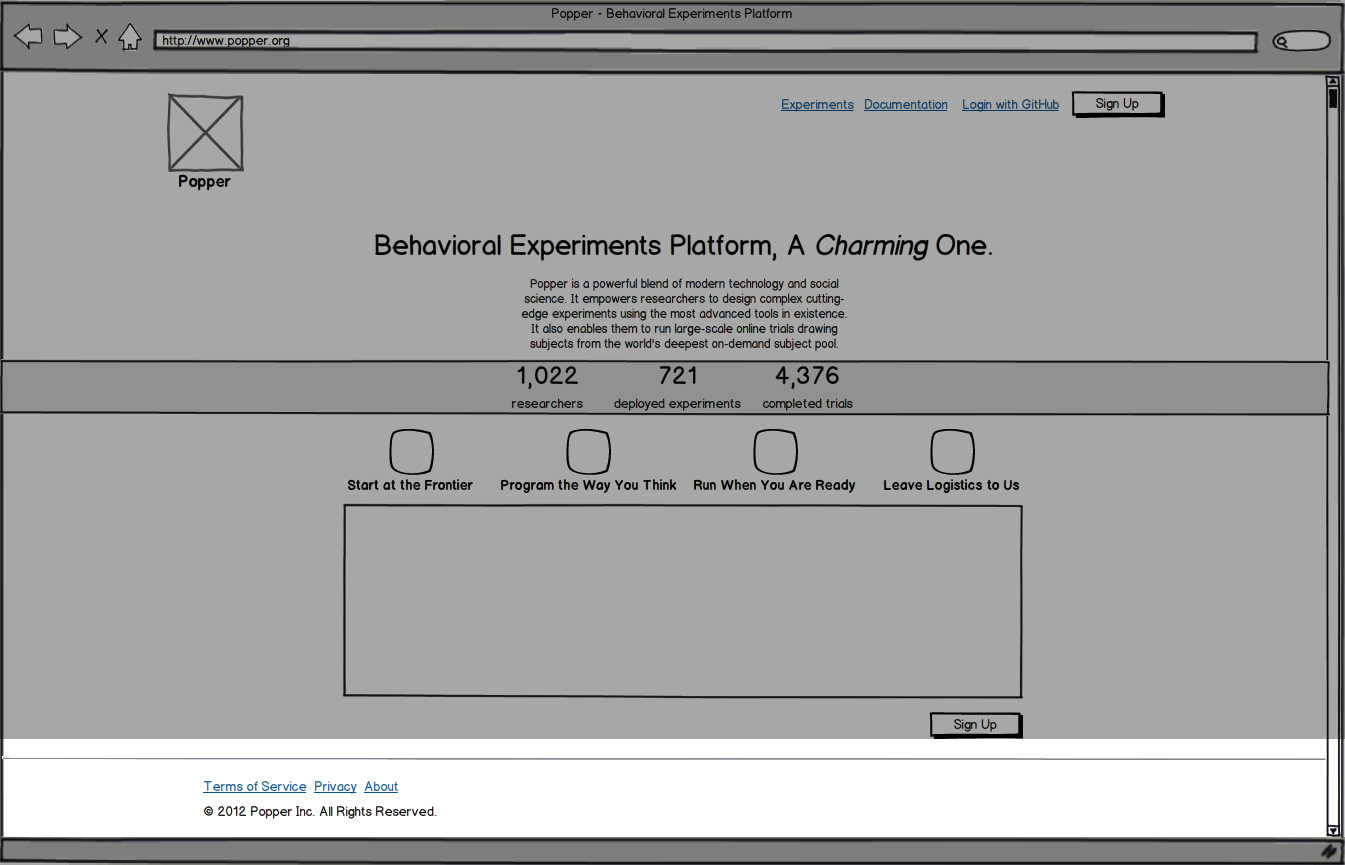 Popper - Behavioral Experiments Platform
http://www.popper.org
Experiments Documentation Login with GitHub Sign Up
Popper
Behavioral Experiments Platform, A Charming One.
Popper is a powerful blend of modern technology and social
science. It empowers researchers to design complex cutting-
edge experiments using the most advanced tools in existence.
It also enables them to run large-scale online trials drawing
subjects from the world's deepest on-demand subject pool.
1,022 721 4,376
researchers deployed experiments completed trials
Start at the Frontier Program the Way You Think Run When You Are Ready Leave Logistics to Us
Sign Up
Terms of Service Privacy About
© 2012 Popper Inc. All Rights Reserved.